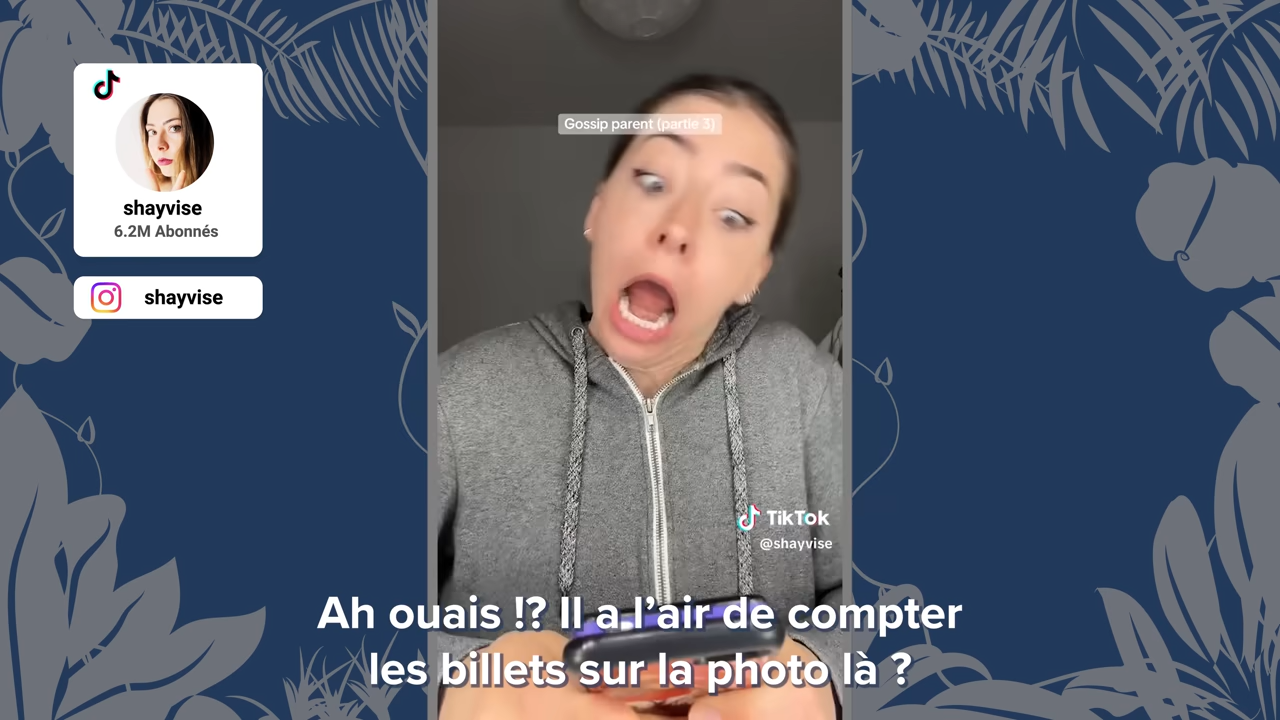 shayvise
6.2M Abonnés
shayvise
Gossip parent (partie 3)
TikTok
@shayvise
Ah ouais !? Il a l’air de compter
les billets sur la photo là ?